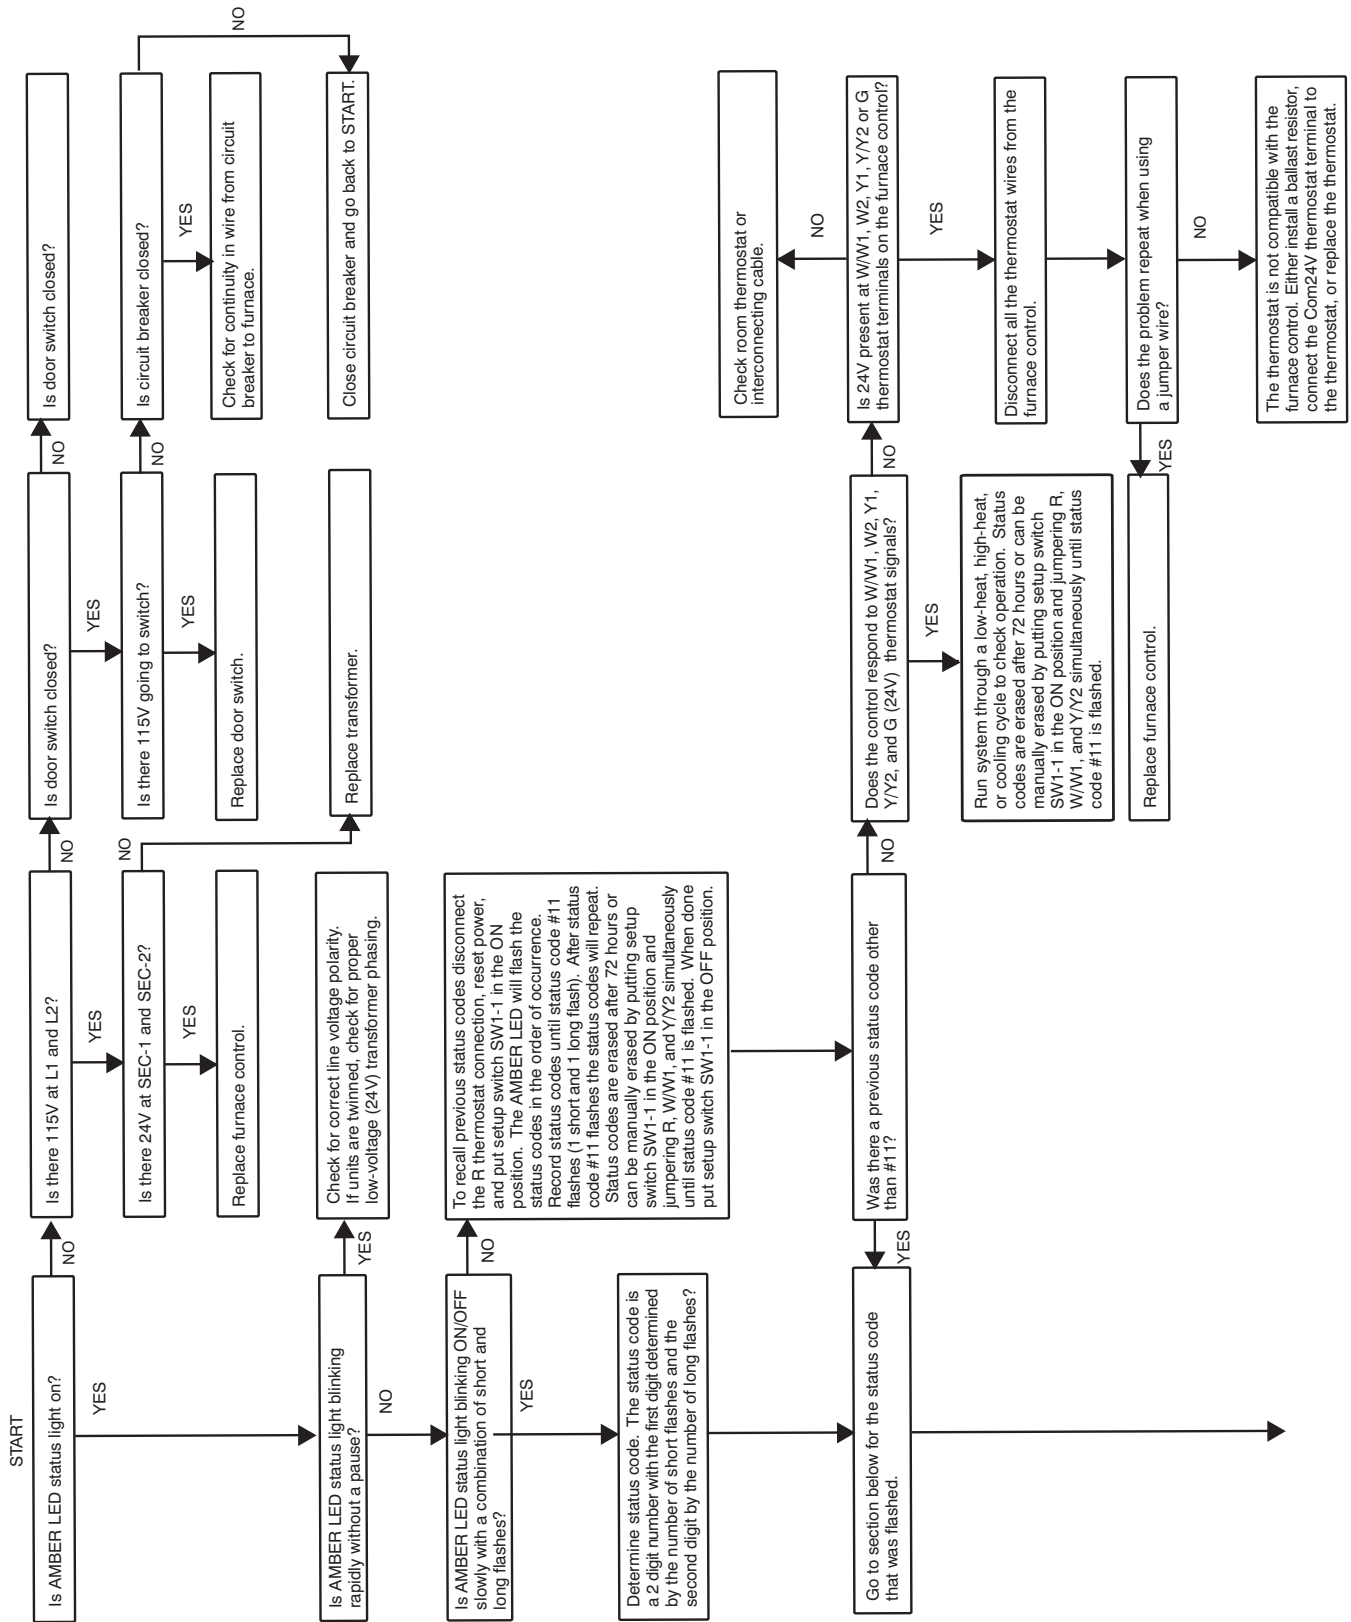 START
Is AMBER LED status light on?
NO
YES
Is there 115V at L1 and L2?
NO
YES
Is door switch closed?
NO
YES
Is door switch closed?
Is there 24V at SEC-1 and SEC-2?
NO
YES
Is there 115V going to switch?
NO
YES
Is circuit breaker closed?
NO
YES
Replace furnace control.
Replace door switch.
Check for continuity in wire from circuit
breaker to furnace.
Is AMBER LED status light blinking
rapidly without a pause?
YES
NO
Check for correct line voltage polarity.
If units are twinned, check for proper
low-voltage (24V) transformer phasing.
Replace transformer.
Close circuit breaker and go back to START.
Is AMBER LED status light blinking ON/OFF
slowly with a combination of short and
long flashes?
NO
YES
To recall previous status codes disconnect
the R thermostat connection, reset power,
and put setup switch SW1-1 in the ON
position. The AMBER LED will flash the
status codes in the order of occurrence.
Record status codes until status code #11
flashes (1 short and 1 long flash). After status
code #11 flashes the status codes will repeat.
Status codes are erased after 72 hours or
can be manually erased by putting setup
switch SW1-1 in the ON position and
jumpering R, W/W1, and Y/Y2 simultaneously
until status code #11 is flashed. When done
put setup switch SW1-1 in the OFF position.
Determine status code. The status code is
a 2 digit number with the first digit determined
by the number of short flashes and the
second digit by the number of long flashes?
Go to section below for the status code
that was flashed.
YES
Was there a previous status code other
than #11?
NO
Does the control respond to W/W1, W2, Y1,
Y/Y2, and G (24V) thermostat signals?
NO
YES
Is 24V present at W/W1, W2, Y1, Y/Y2 or G
thermostat terminals on the furnace control?
NO
YES
Check room thermostat or
interconnecting cable.
Run system through a low-heat, high-heat,
or cooling cycle to check operation. Status
codes are erased after 72 hours or can be
manually erased by putting setup switch
SW1-1 in the ON position and jumpering R,
W/W1, and Y/Y2 simultaneously until status
code #11 is flashed.
Disconnect all the thermostat wires from the
furnace control.
Replace furnace control.
YES
Does the problem repeat when using
a jumper wire?
NO
The thermostat is not compatible with the
furnace control. Either install a ballast resistor,
connect the Com24V thermostat terminal to
the thermostat, or replace the thermostat.